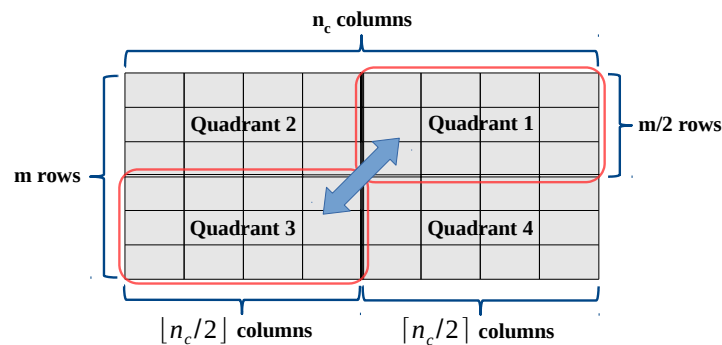 n_c columns
Quadrant 2
Quadrant 1
m/2 rows
m rows
Quadrant 3
Quadrant 4
⌊n_c/2⌋ columns
⌈n_c/2⌉ columns